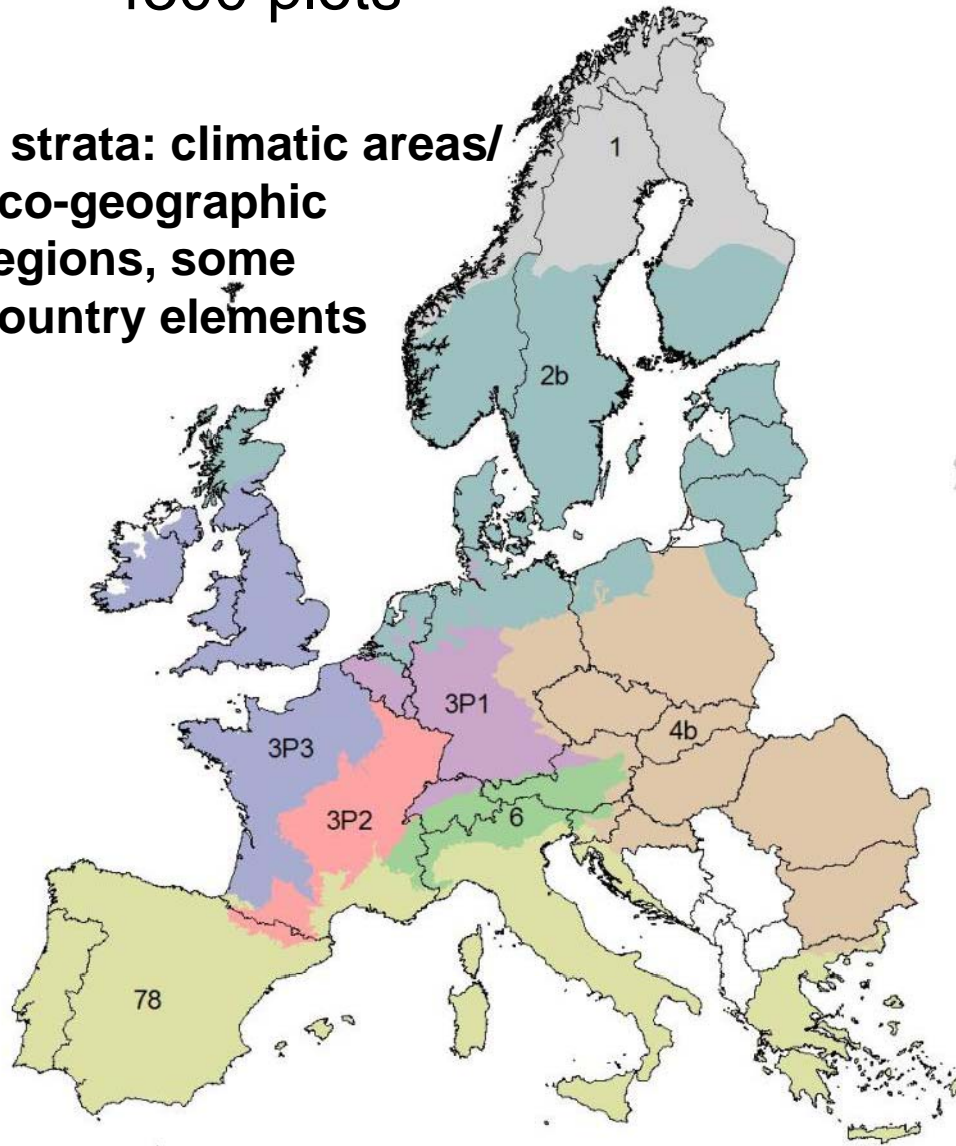 plots
strata: climatic areas/
co-geographic
egions, some
ountry elements
1
2b
3P1
4b
3P3
3P2
6
78